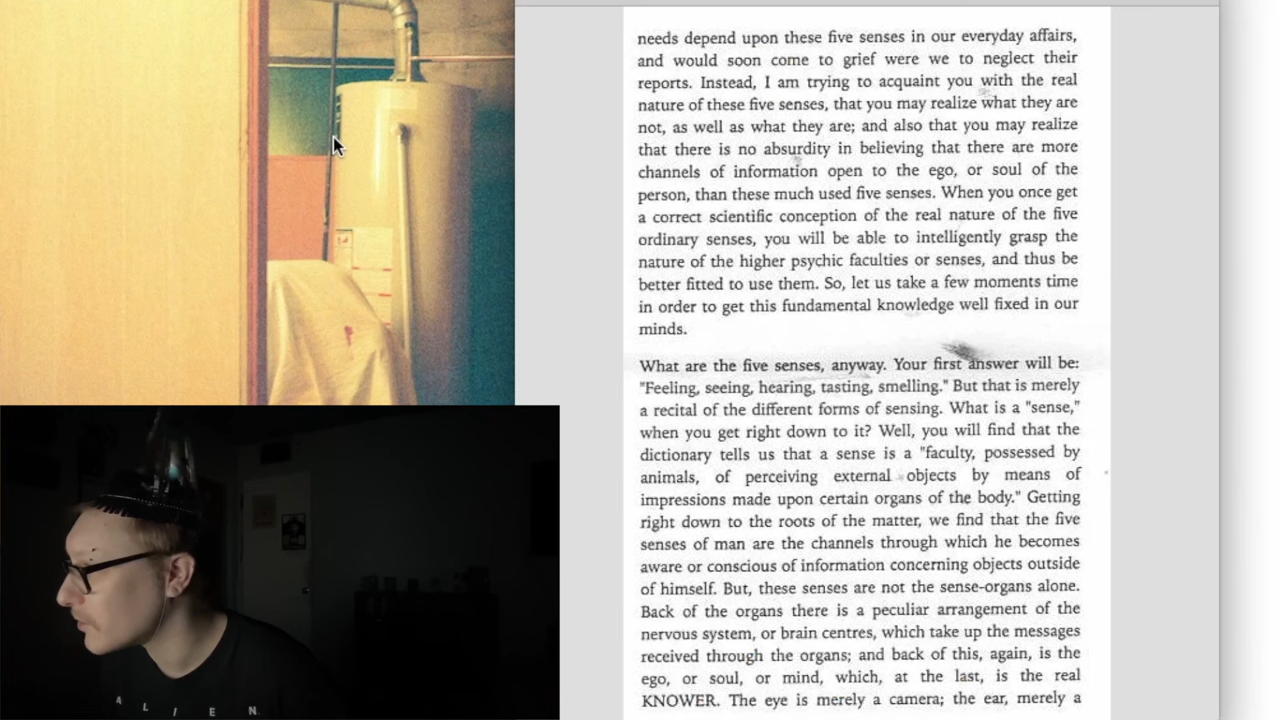 needs depend upon these five senses in our everyday affairs,
and would soon come to grief were we to neglect their
reports. Instead, I am trying to acquaint you with the real
nature of these five senses, that you may realize what they are
not, as well as what they are; and also that you may realize
that there is no absurdity in believing that there are more
channels of information open to the ego, or soul of the
person, than these much used five senses. When you once get
a correct scientific conception of the real nature of the five
ordinary senses, you will be able to intelligently grasp the
nature of the higher psychic faculties or senses, and thus be
better fitted to use them. So, let us take a few moments time
in order to get this fundamental knowledge well fixed in our
minds.
What are the five senses, anyway. Your first answer will be:
"Feeling, seeing, hearing, tasting, smelling." But that is merely
a recital of the different forms of sensing. What is a "sense,"
when you get right down to it? Well, you will find that the
dictionary tells us that a sense is a "faculty, possessed by
animals, of perceiving external objects by means of
impressions made upon certain organs of the body." Getting
right down to the roots of the matter, we find that the five
senses of man are the channels through which he becomes
aware or conscious of information concerning objects outside
of himself. But, these senses are not the sense-organs alone.
Back of the organs there is a peculiar arrangement of the
nervous system, or brain centres, which take up the messages
received through the organs; and back of this, again, is the
ego, or soul, or mind, which, at the last, is the real
KNOWER. The eye is merely a camera; the ear, merely a
A L I E N